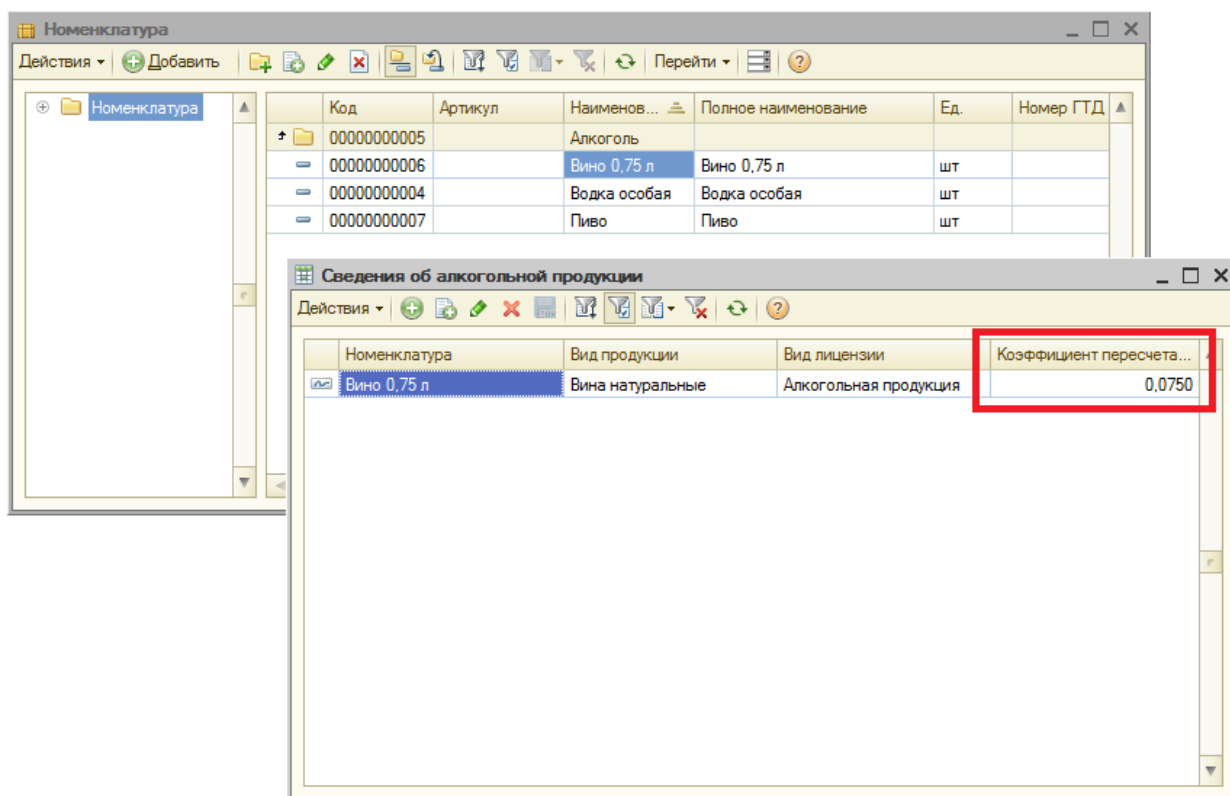 Номенклатура
Действия Добавить Перейти
Номенклатура
Код Артикул Наименов... Полное наименование Ед. Номер ГТД
00000000005 Алкоголь
00000000006 Вино 0,75 л Вино 0,75 л шт
00000000004 Водка особая Водка особая шт
00000000007 Пиво Пиво шт
Сведения об алкогольной продукции
Действия
Номенклатура Вид продукции Вид лицензии Коэффициент пересчета...
Вино 0,75 л Вина натуральные Алкогольная продукция 0,0750